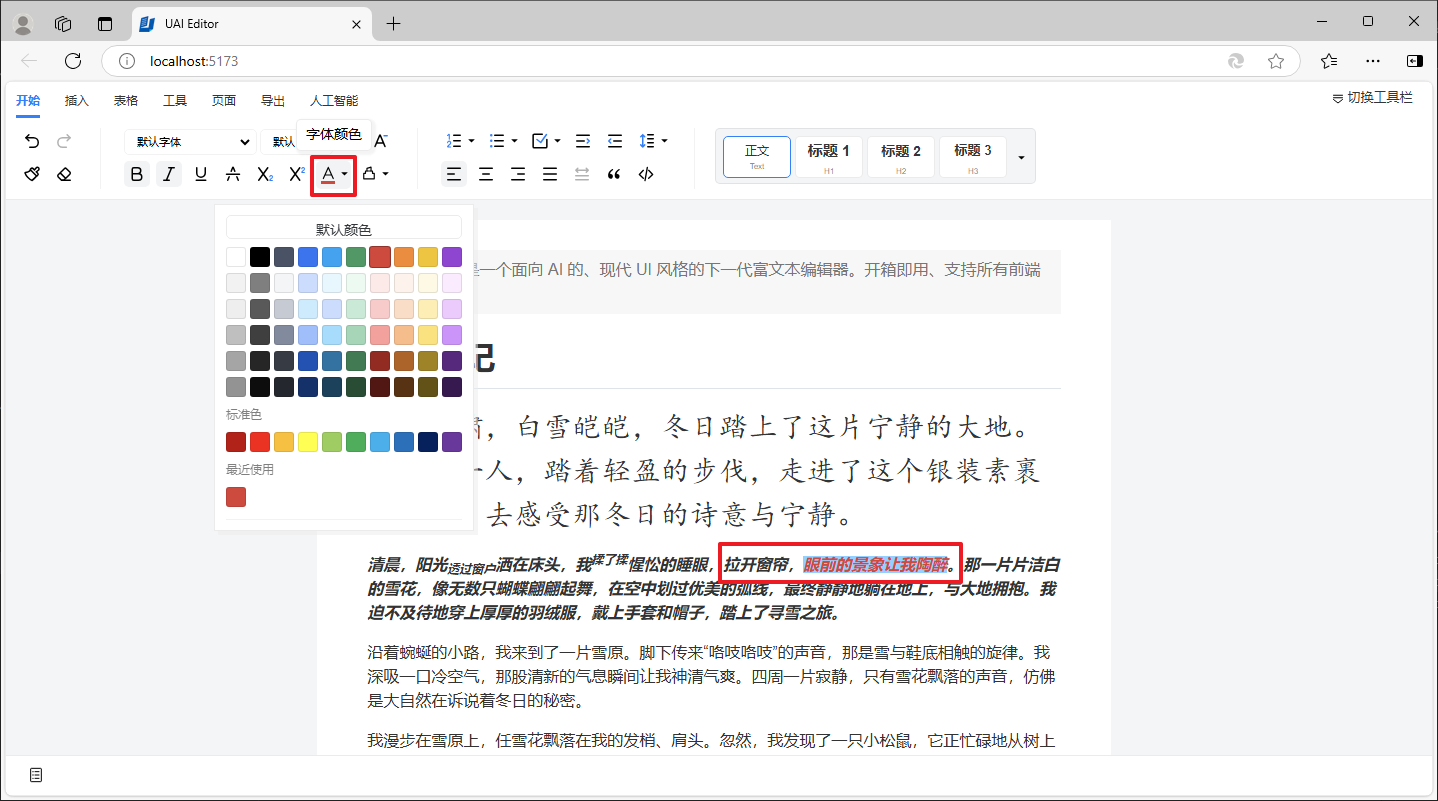 UAI Editor
localhost:5173
开始 插入 表格 工具 页面 导出 人工智能
切换工具栏
默认字体 默认 字体颜色 A-
1 2
正文 标题 1 标题 2 标题 3
Text H1 H2 H3
B I U A X2 X2 A
默认颜色
一个面向 AI 的、现代 UI 风格的下一代富文本编辑器。开箱即用、支持所有前端
记
，白雪皑皑，冬日踏上了这片宁静的大地。
人，踏着轻盈的步伐，走进了这个银装素裹
标准色
最近使用
去感受那冬日的诗意与宁静。
清晨，阳光透过窗户洒在床头，我揉了揉惺忪的睡眼，拉开窗帘，眼前的景象让我陶醉。那一片片洁白
的雪花，像无数只蝴蝶翩翩起舞，在空中划过优美的弧线，最终静静地躺在地上，与大地拥抱。我
迫不及待地穿上厚厚的羽绒服，戴上手套和帽子，踏上了寻雪之旅。
沿着蜿蜒的小路，我来到了一片雪原。脚下传来“咯吱咯吱”的声音，那是雪与鞋底相触的旋律。我
深吸一口冷空气，那股清新的气息瞬间让我神清气爽。四周一片寂静，只有雪花飘落的声音，仿佛
是大自然在诉说着冬日的秘密。
我漫步在雪原上，任雪花飘落在我的发梢、肩头。忽然，我发现了一只小松鼠，它正忙碌地从树上